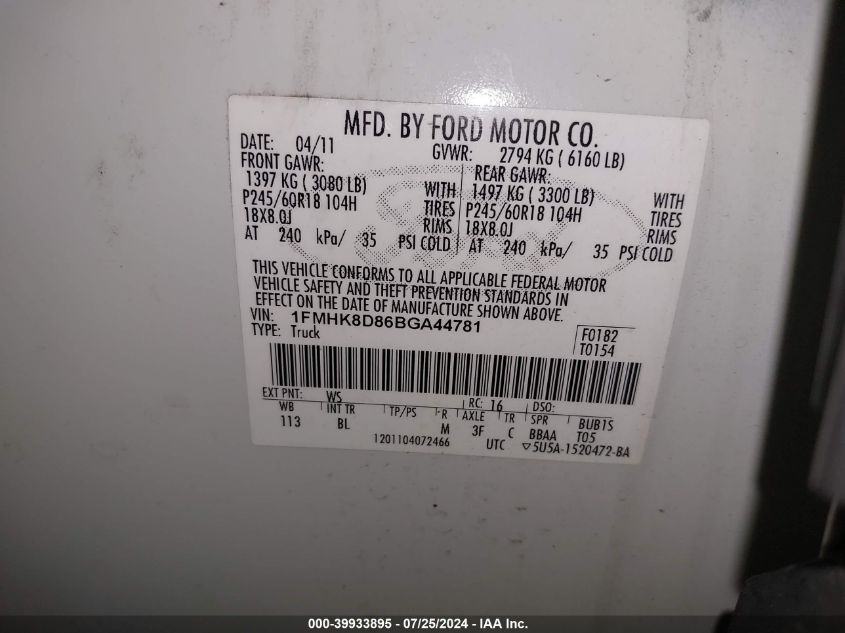 MFD. BY FORD MOTOR CO.
DATE: 04/11 GVWR: 2794 KG ( 6160 LB)
FRONT GAWR: REAR GAWR:
1397 KG ( 3080 LB) WITH 1497 KG ( 3300 LB) WITH
P245/60R18 104H TIRES P245/60R18 104H TIRES
18X8.0J RIMS 18X8.0J RIMS
AT 240 kPa/ 35 PSI COLD AT 240 kPa/ 35 PSI COLD
THIS VEHICLE CONFORMS TO ALL APPLICABLE FEDERAL MOTOR
VEHICLE SAFETY AND THEFT PREVENTION STANDARDS IN
EFFECT ON THE DATE OF MANUFACTURE SHOWN ABOVE.
VIN: 1FMHK8D86BGA44781
TYPE: Truck
F0182
T0154
EXT PNT: WS RC: 16 DSO:
WB INT TR TP/PS R AXLE TR SPR BUB1S
113 BL M 3F C BBAA T05
1201104072466 UTC ▽5U5A-1520472-BA
000-39933895 - 07/25/2024 - IAA Inc.